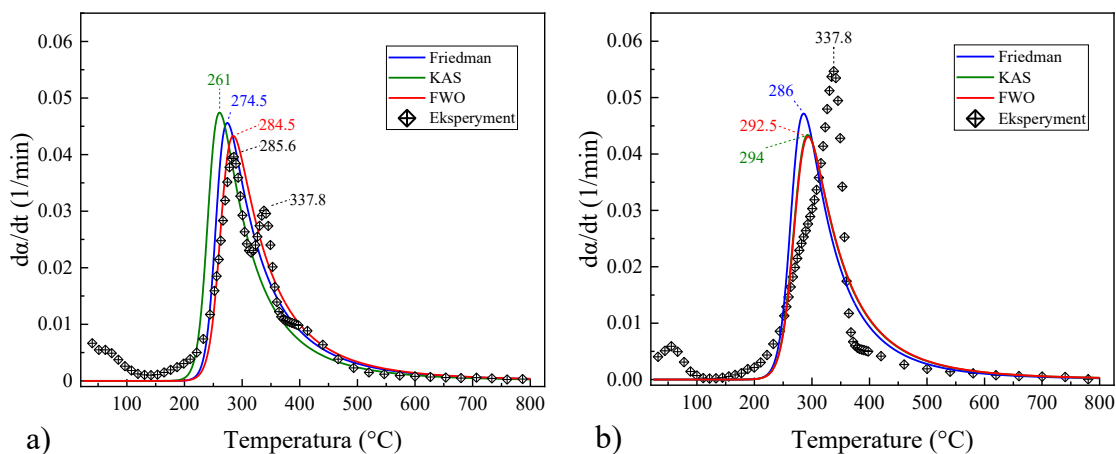 0.06
0.05
0.04
0.03
0.02
0.01
0
dα/dt (1/min)
261
274.5
284.5
285.6
337.8
Friedman
KAS
FWO
Eksperyment
100 200 300 400 500 600 700 800
Temperatura (°C)
a)
0.06
0.05
0.04
0.03
0.02
0.01
0.00
dα/dt (1/min)
337.8
286
292.5
294
Friedman
KAS
FWO
Eksperyment
100 200 300 400 500 600 700 800
Temperature (°C)
b)